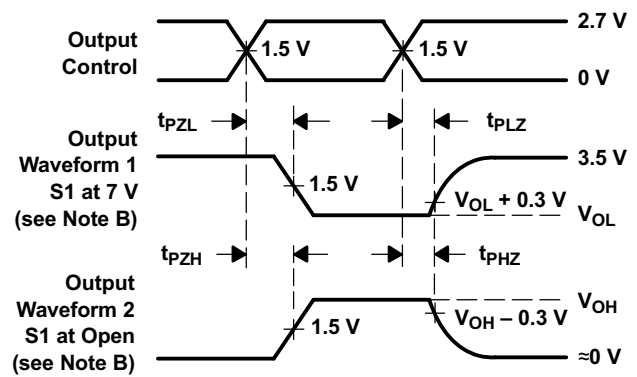 Output
Control
1.5 V
1.5 V
2.7 V
0 V
tPZL
tPLZ
Output
Waveform 1
S1 at 7 V
(see Note B)
1.5 V
3.5 V
VOL + 0.3 V
VOL
tPZH
tPHZ
Output
Waveform 2
S1 at Open
(see Note B)
1.5 V
VOH
VOH – 0.3 V
≈0 V